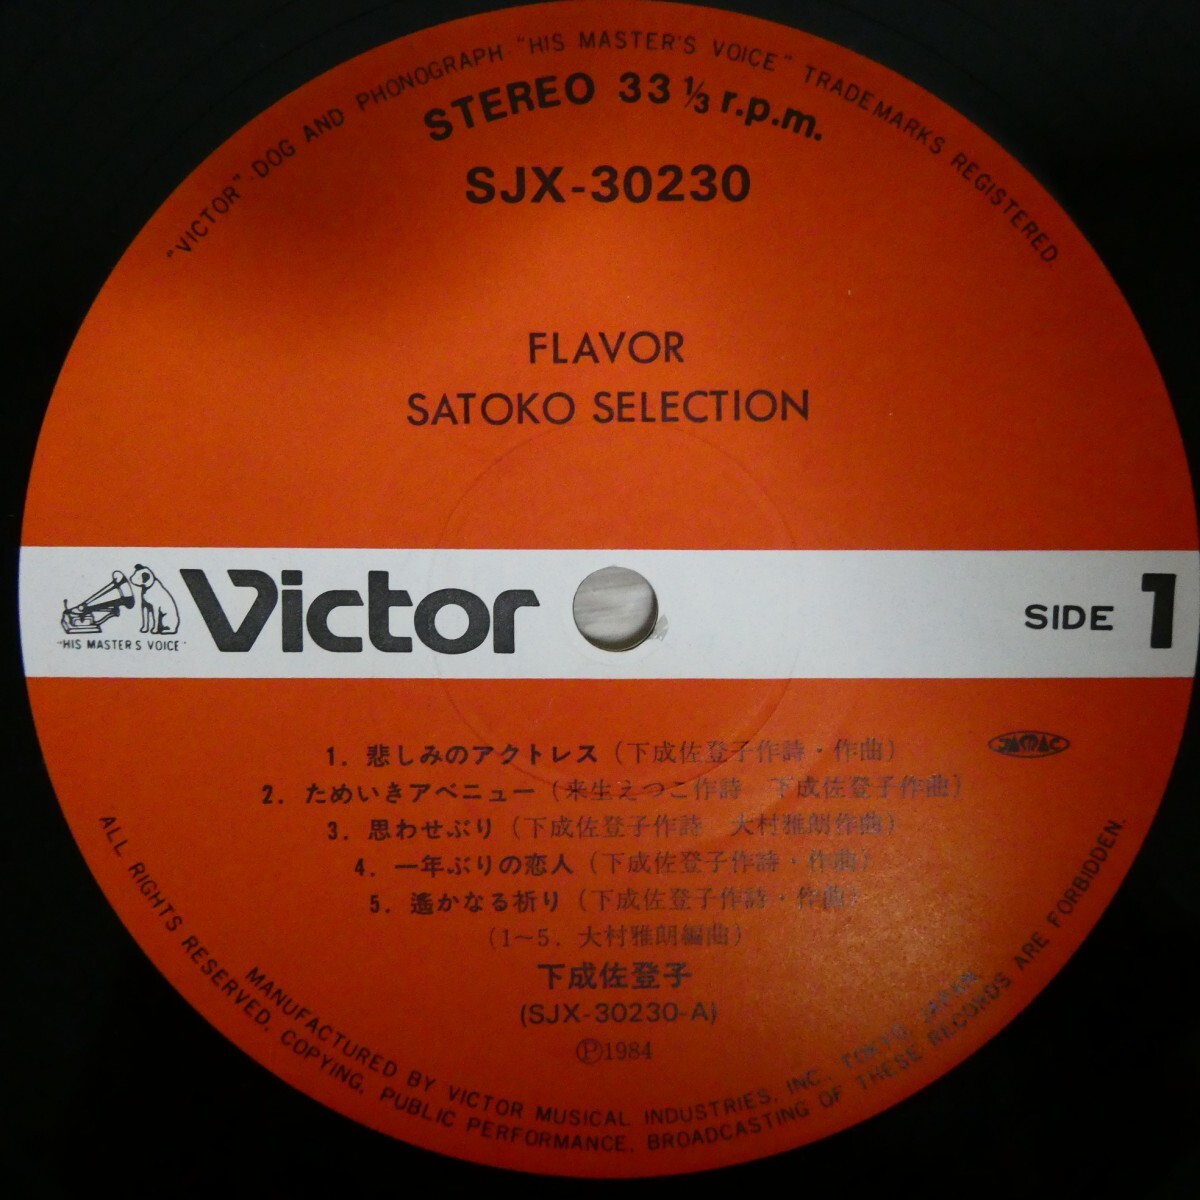 "VICTOR"-DOG AND PHONOGRAPH-"HIS MASTER'S VOICE" TRADEMARKS REGISTERED.
STEREO 33 1/3 r.p.m.
SJX-30230
FLAVOR
SATOKO SELECTION
"HIS MASTER'S VOICE"
Victor
SIDE 1
JASRAC
1. 悲しみのアクトレス (下成佐登子作詩・作曲)
2. ためいきアベニュー (来生えつこ作詩 下成佐登子作曲)
3. 思わせぶり (下成佐登子作詩 大村雅朗作曲)
4. 一年ぶりの恋人 (下成佐登子作詩・作曲)
5. 遙かなる祈り (下成佐登子作詩・作曲)
(1~5. 大村雅朗編曲)
下成佐登子
(SJX-30230-A)
Ⓟ1984
MANUFACTURED BY VICTOR MUSICAL INDUSTRIES, INC., TOKYO, JAPAN.
ALL RIGHTS RESERVED. COPYING, PUBLIC PERFORMANCE, BROADCASTING OF THESE RECORDS ARE FORBIDDEN.